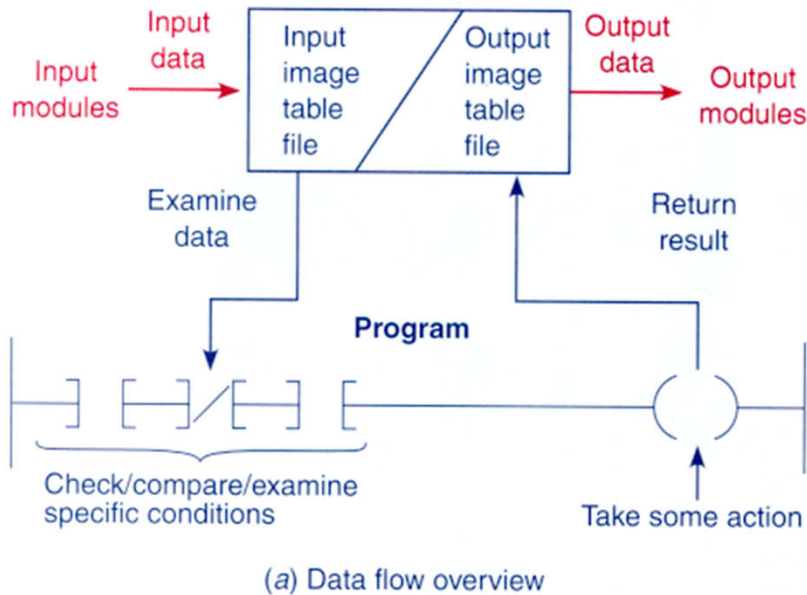 Input
data
Input
modules
Input
image
table
file
Output
image
table
file
Output
data
Output
modules
Examine
data
Return
result
Program
Check/compare/examine
specific conditions
Take some action
(a) Data flow overview